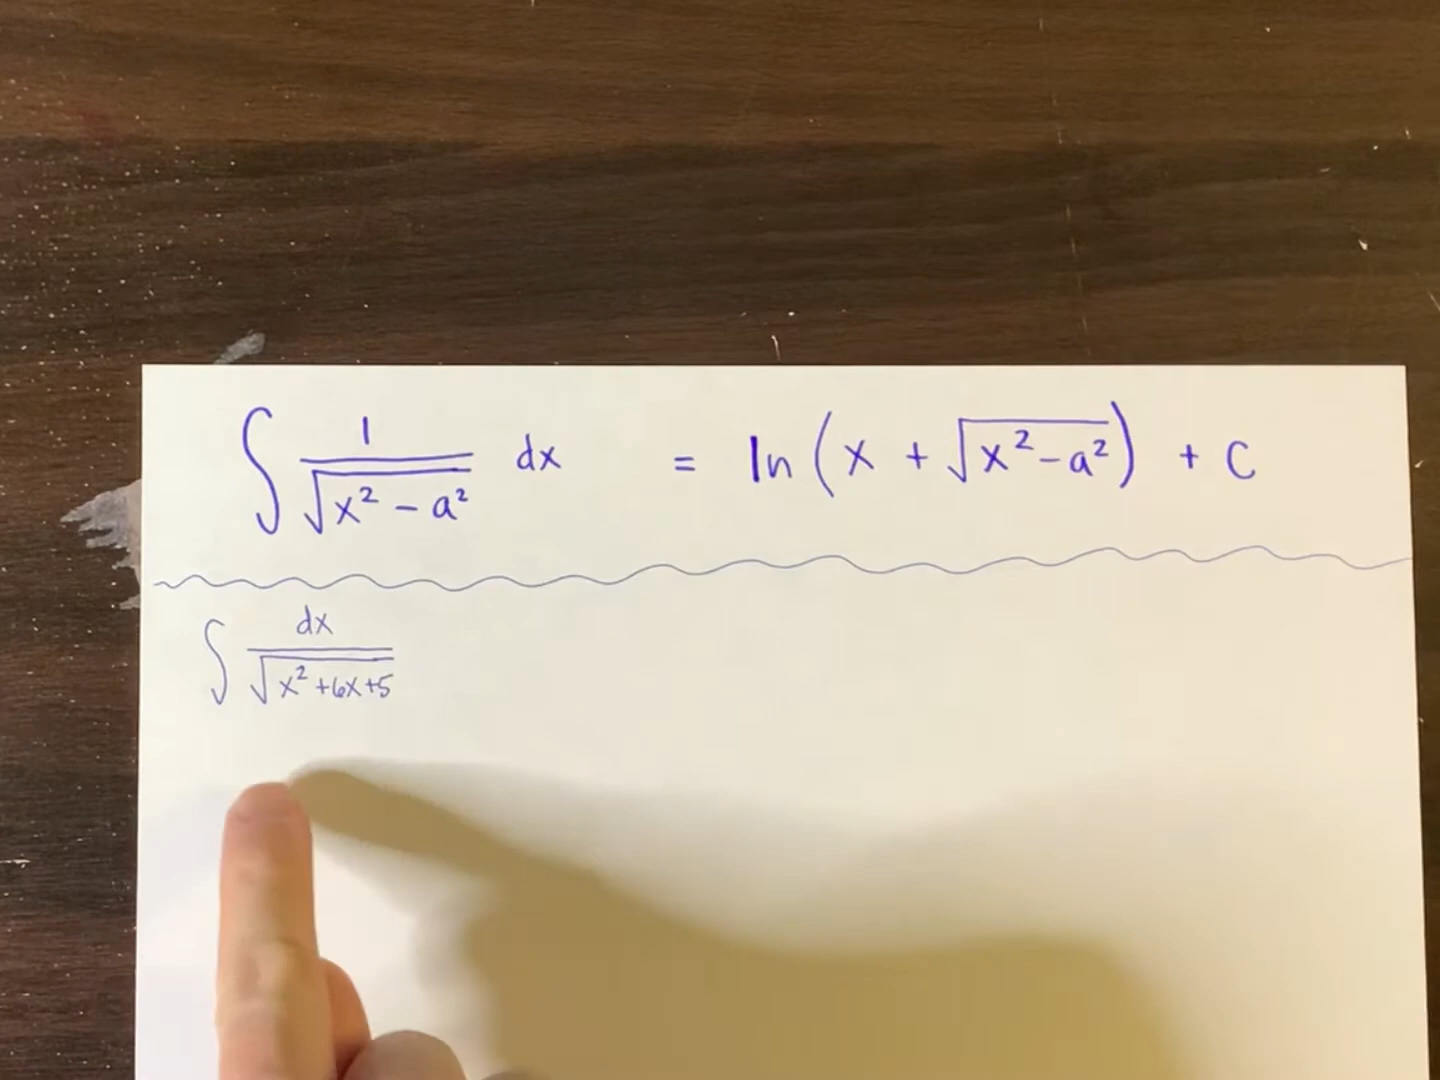 ∫ 1/√(x² − a²) dx = ln(x + √(x² − a²)) + C
∫ dx/√(x² + 6x + 5)